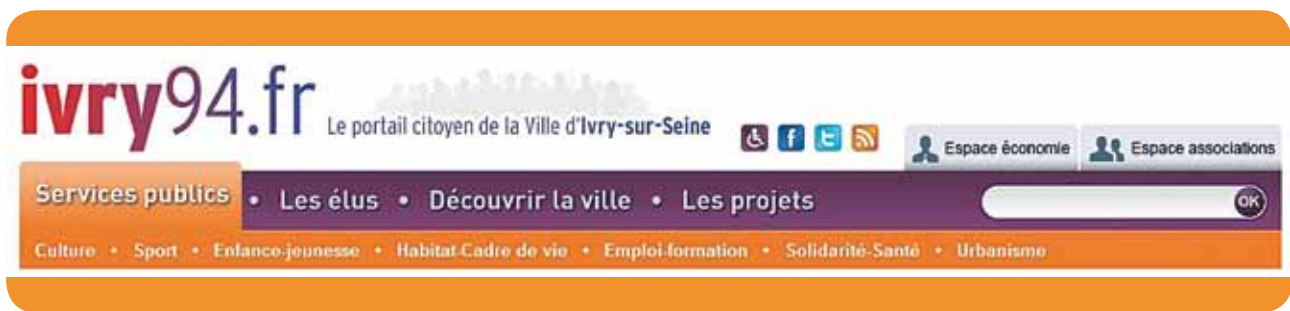 ivry94.fr
Le portail citoyen de la Ville d'Ivry-sur-Seine
f t
Espace économie Espace associations
Services publics • Les élus • Découvrir la ville • Les projets OK
Culture • Sport • Enfance-jeunesse • Habitat-Cadre de vie • Emploi-formation • Solidarité-Santé • Urbanisme